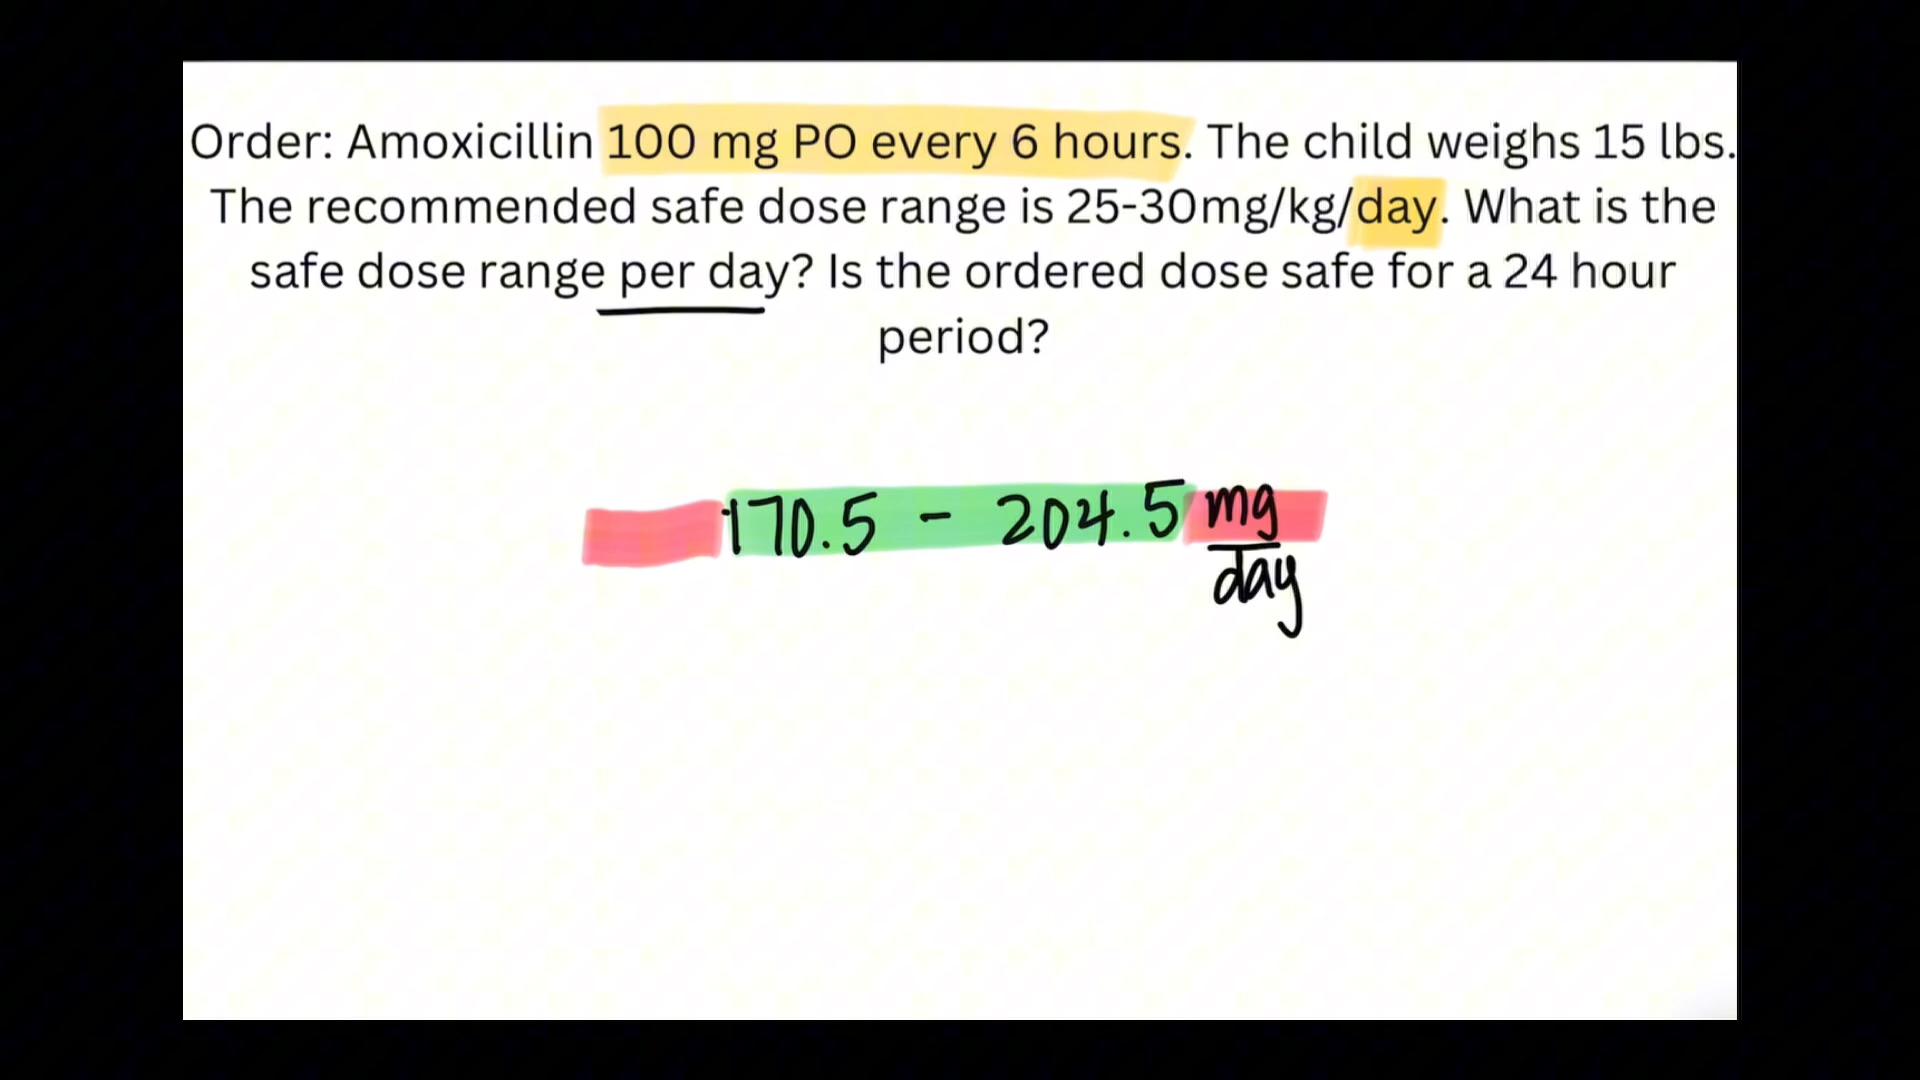 Order: Amoxicillin 100 mg PO every 6 hours. The child weighs 15 lbs.
The recommended safe dose range is 25-30mg/kg/day. What is the
safe dose range per day? Is the ordered dose safe for a 24 hour
period?
170.5 - 204.5 mg
day